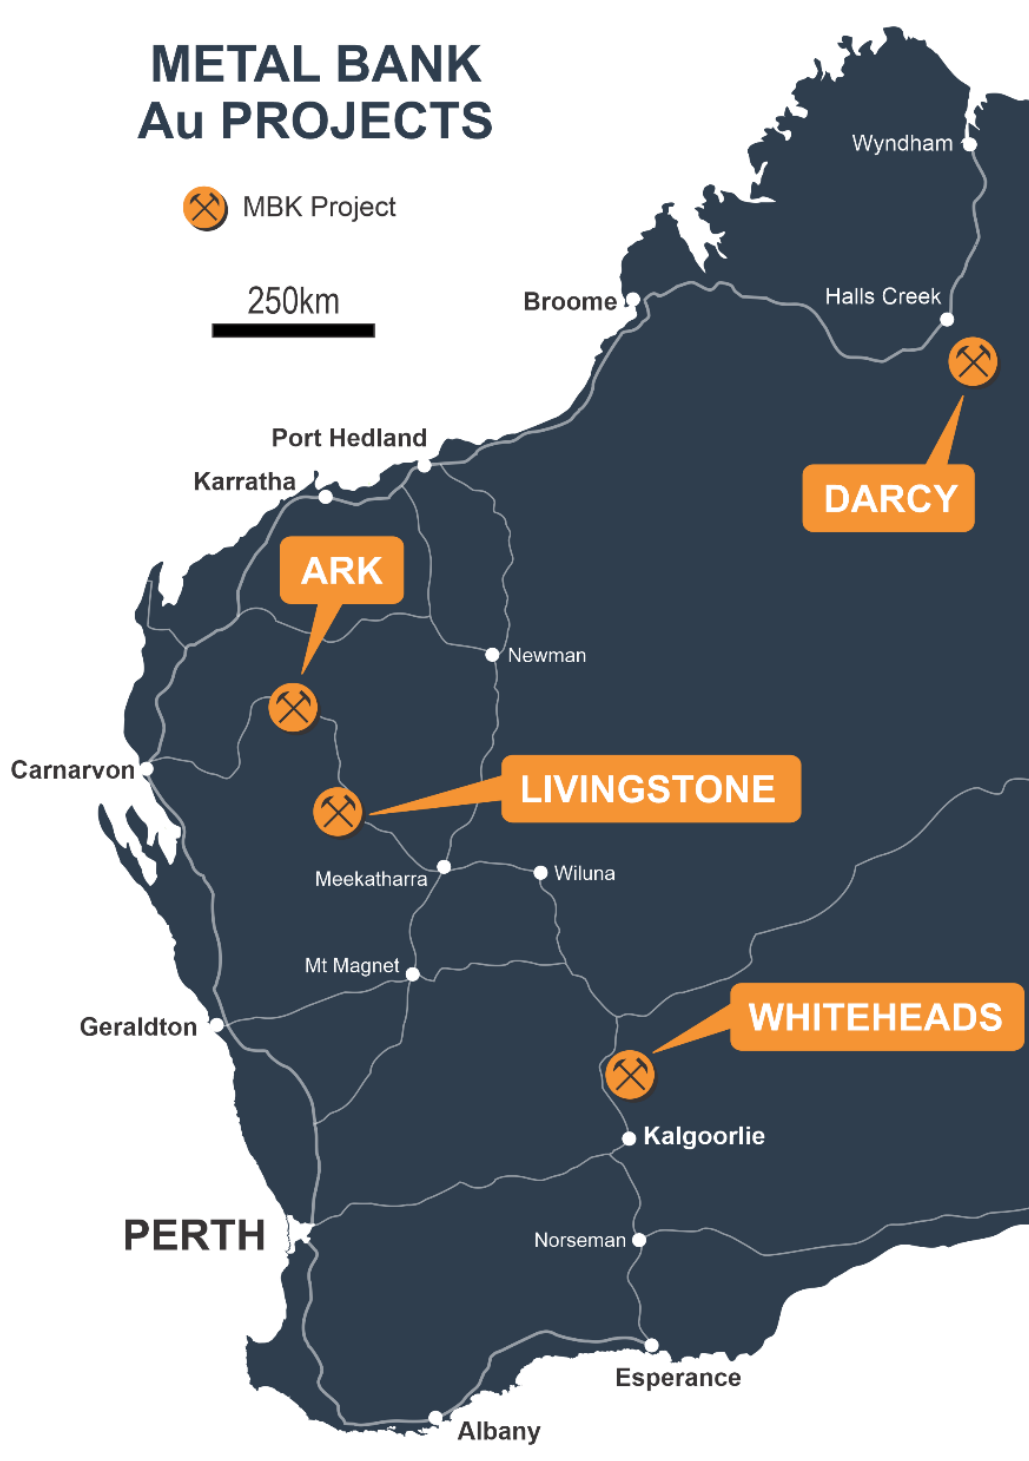 METAL BANK
Au PROJECTS
MBK Project
250km
Wyndham
Halls Creek
Broome
DARCY
Port Hedland
Karratha
ARK
Newman
Carnarvon
LIVINGSTONE
Meekatharra
Wiluna
Mt Magnet
WHITEHEADS
Geraldton
Kalgoorlie
PERTH
Norseman
Esperance
Albany